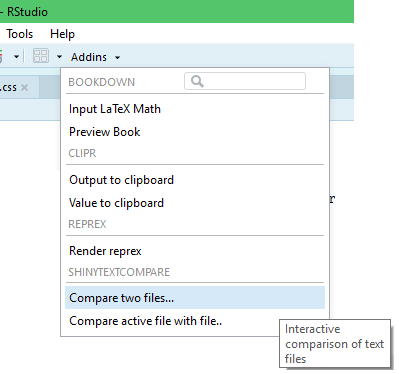 - RStudio
Tools Help
Addins
.css
BOOKDOWN
Input LaTeX Math
Preview Book
CLIPR
Output to clipboard
Value to clipboard
r
REPREX
Render reprex
SHINYTEXTCOMPARE
Compare two files...
Compare active file with file..
Interactive
comparison of text
files